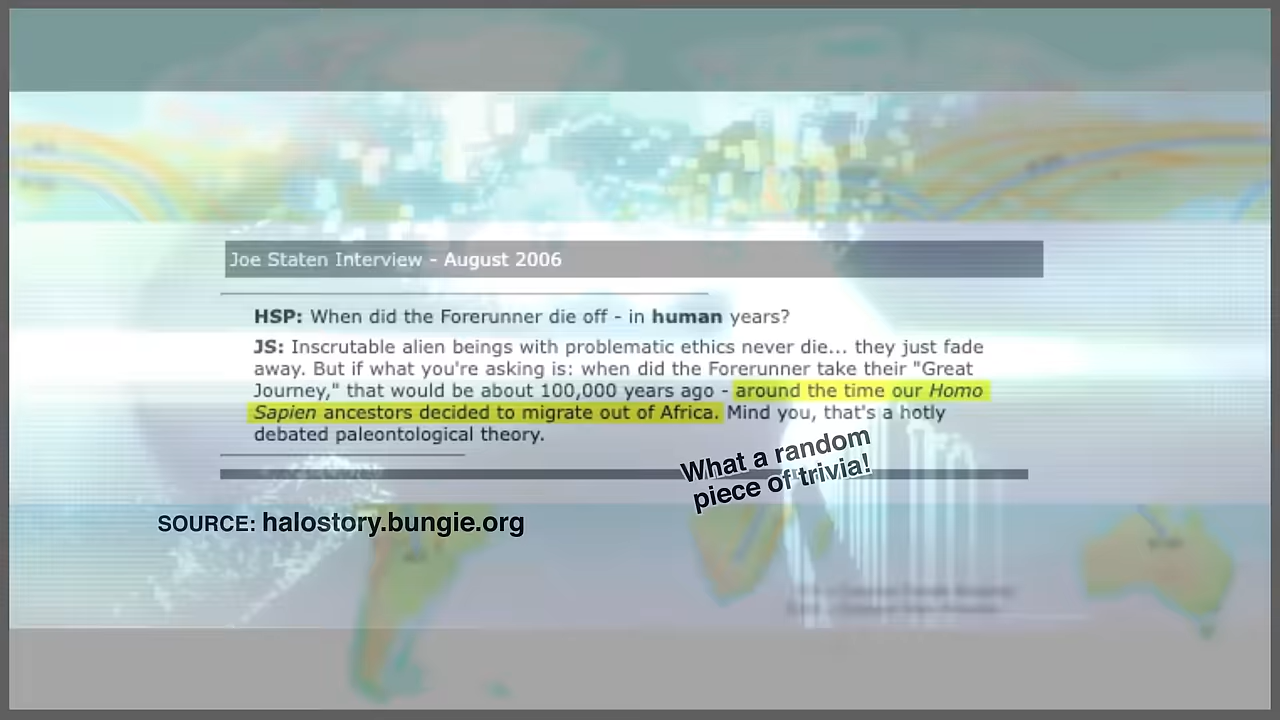 Joe Staten Interview - August 2006
HSP: When did the Forerunner die off - in human years?
JS: Inscrutable alien beings with problematic ethics never die... they just fade
away. But if what you're asking is: when did the Forerunner take their "Great
Journey," that would be about 100,000 years ago - around the time our Homo
Sapien ancestors decided to migrate out of Africa. Mind you, that's a hotly
debated paleontological theory.
What a random
piece of trivia!
SOURCE: halostory.bungie.org